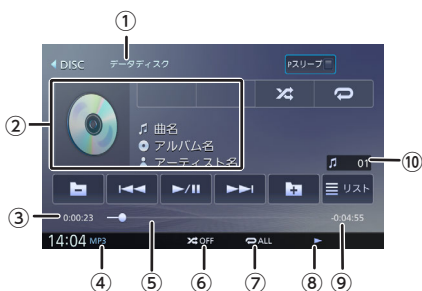 ①
DISC データディスク Pスリープ
②
曲名
アルバム名
アーティスト名
01 ⑩
リスト
③ 0:00:23 -0:04:55
14:04 MP3 OFF ALL
④ ⑤ ⑥ ⑦ ⑧ ⑨